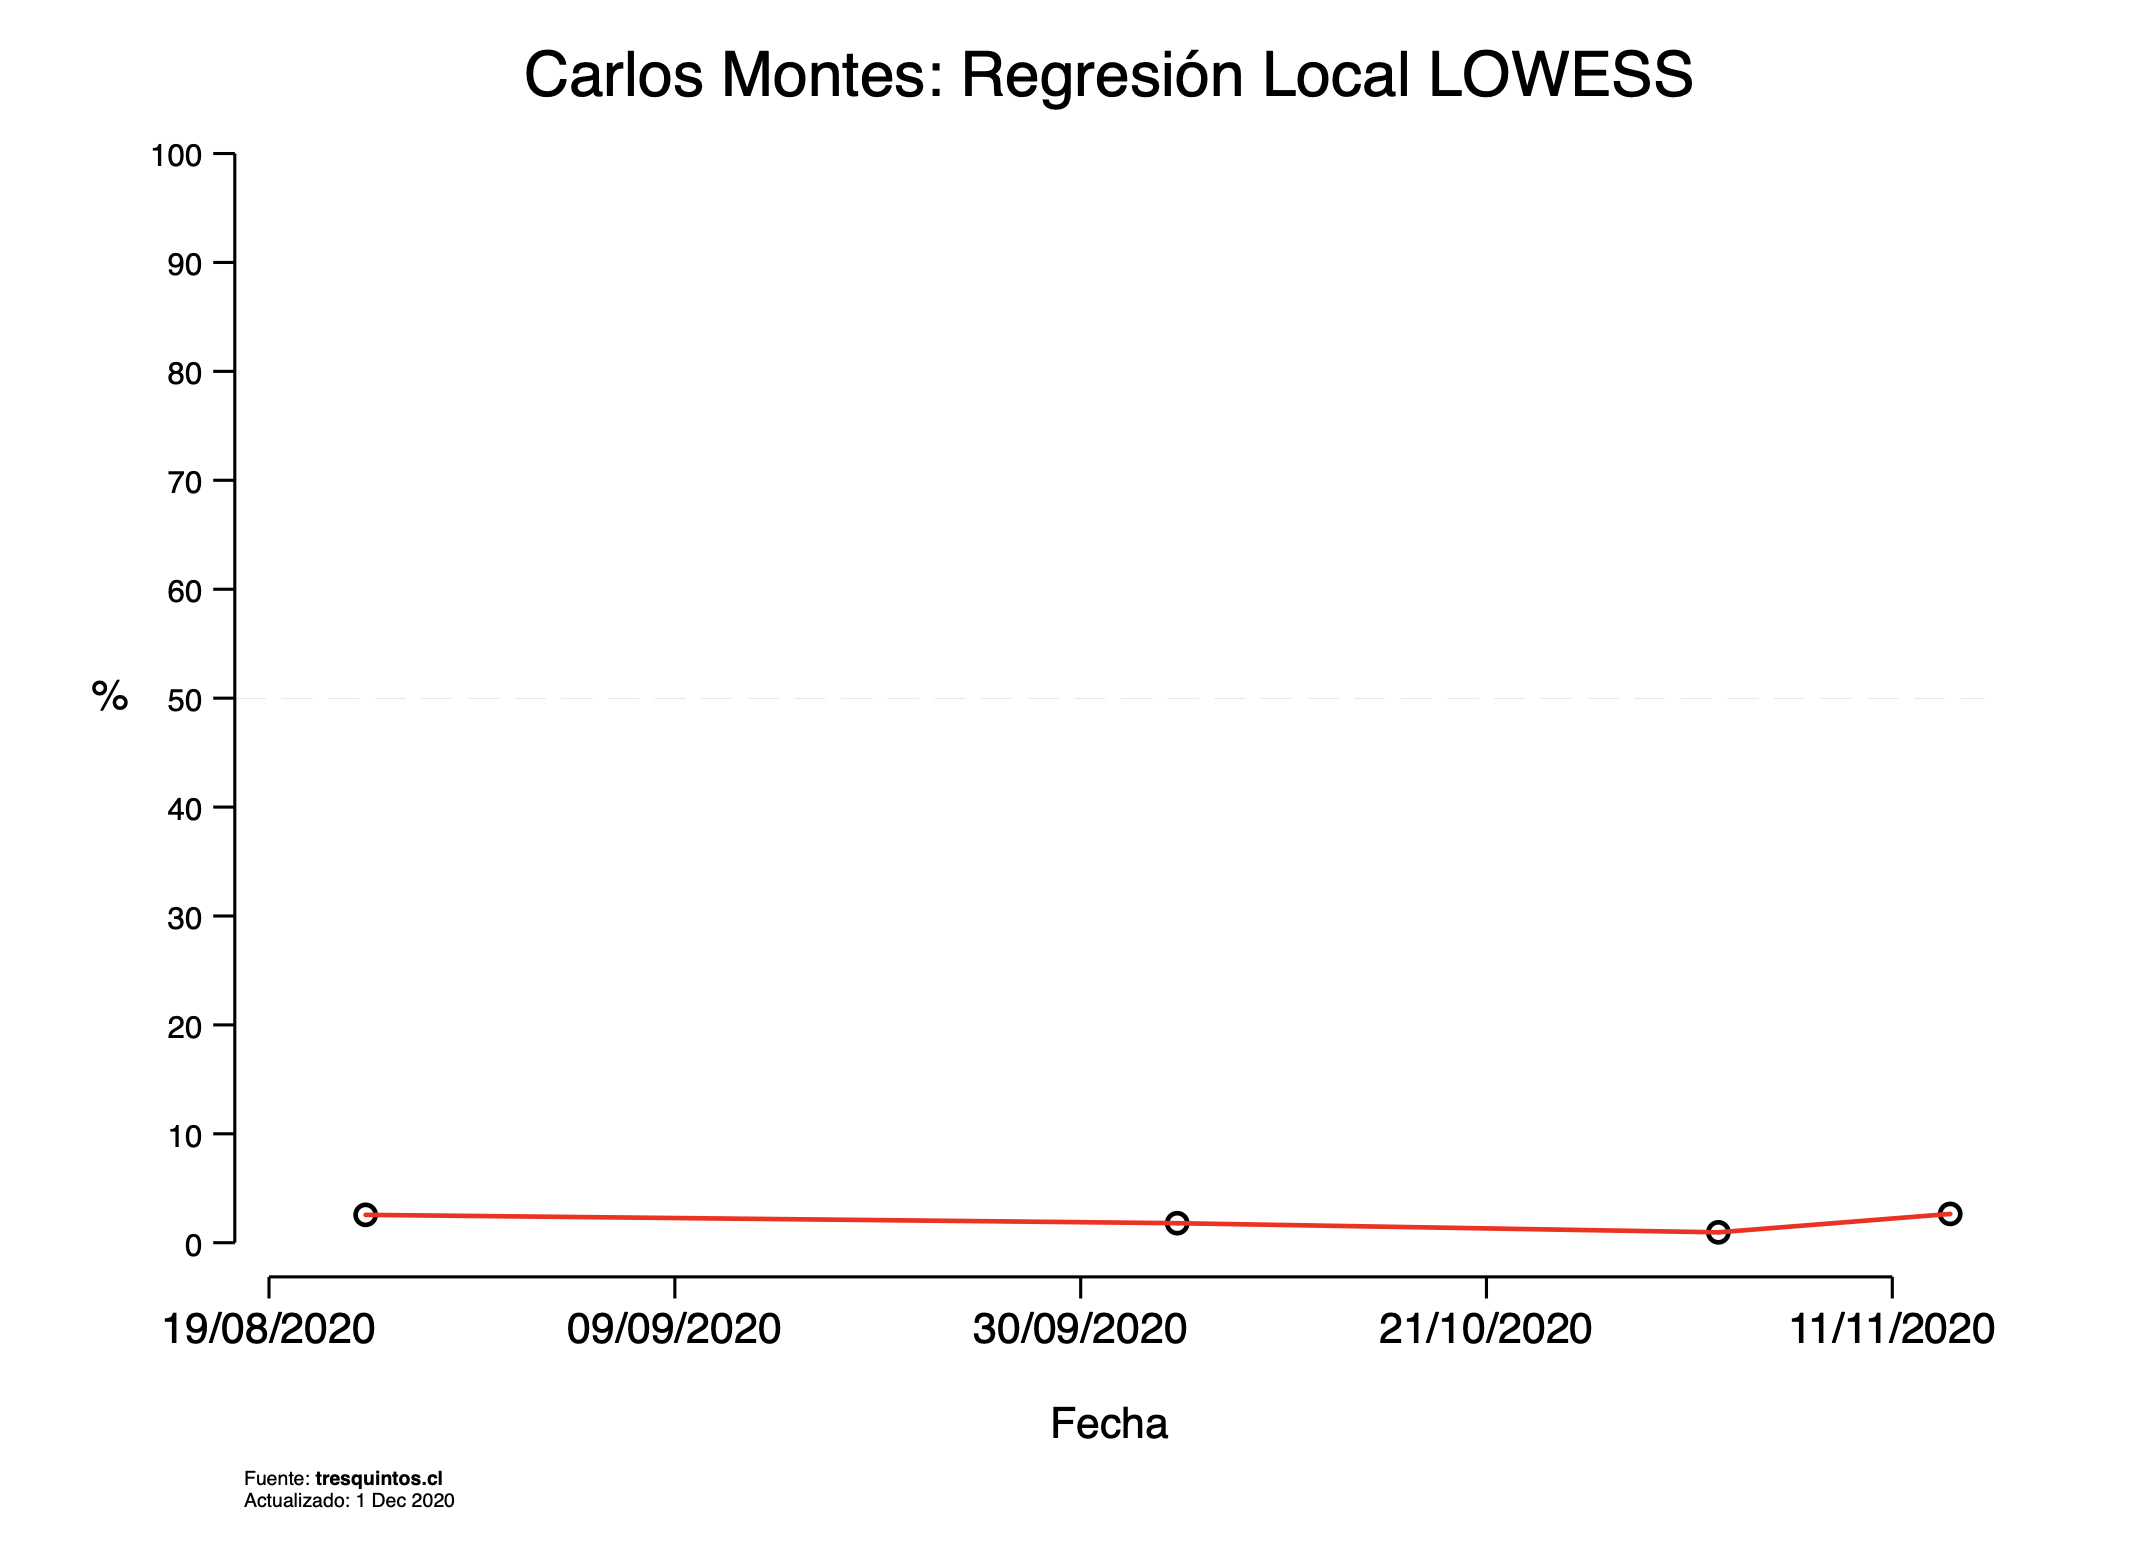 Carlos Montes: Regresión Local LOWESS
100
90
80
70
60
%
50
40
30
20
10
0
19/08/2020 09/09/2020 30/09/2020 21/10/2020 11/11/2020
Fecha
Fuente: tresquintos.cl
Actualizado: 1 Dec 2020